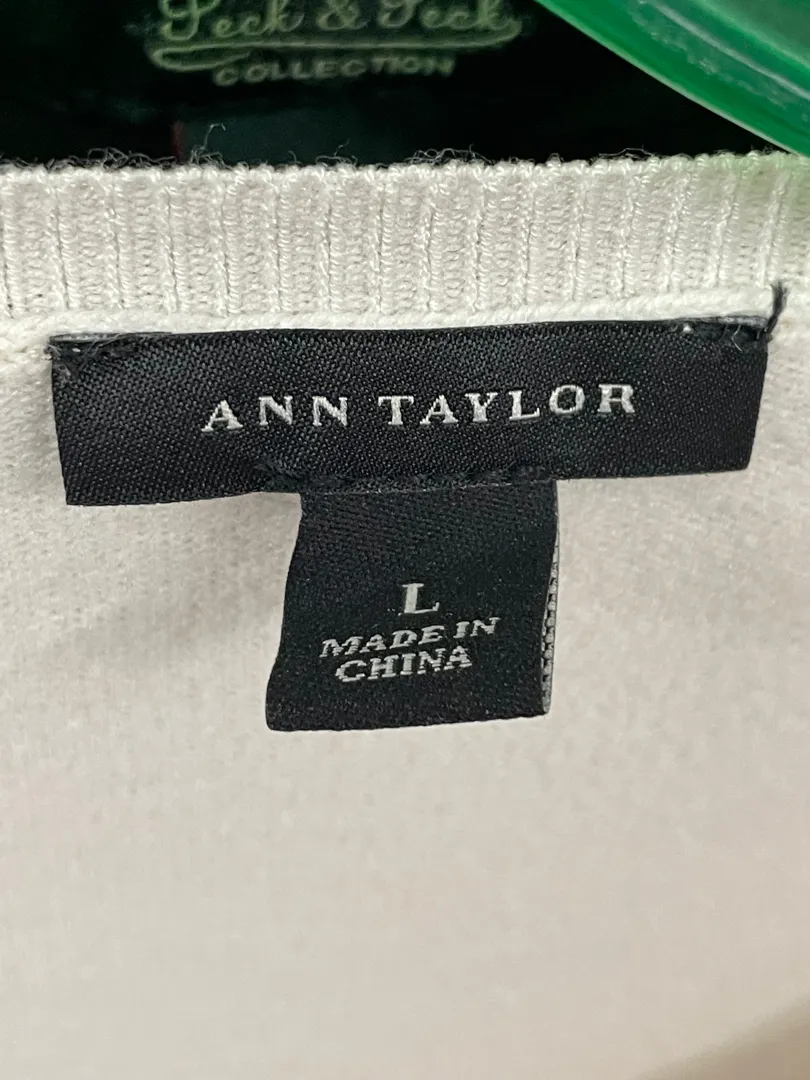 Peck & Peck
COLLECTION
ANN TAYLOR
L
MADE IN
CHINA